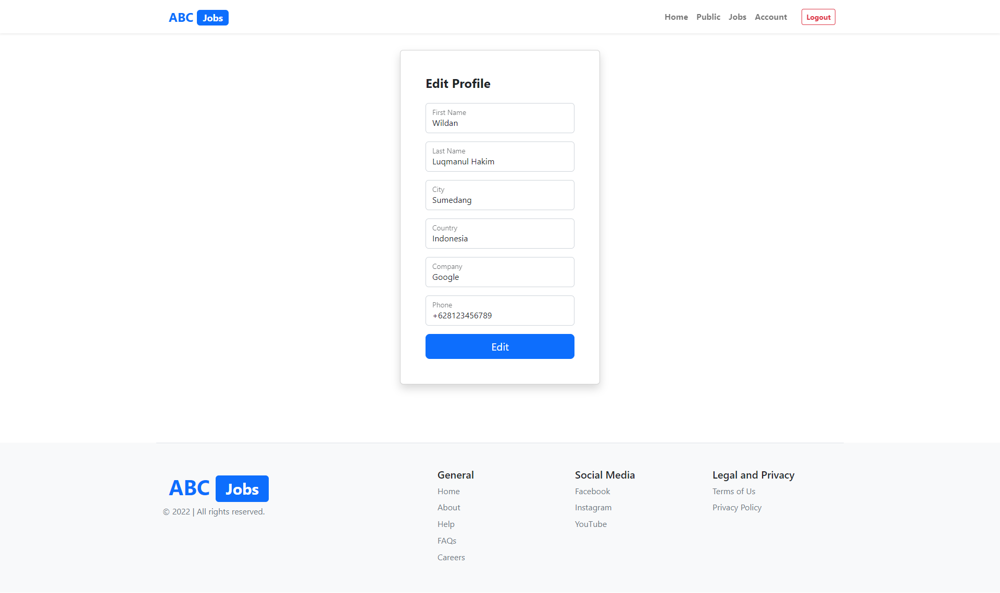 ABC Jobs
Home Public Jobs Account Logout
Edit Profile
First Name
Wildan
Last Name
Luqmanul Hakim
City
Sumedang
Country
Indonesia
Company
Google
Phone
+628123456789
Edit
ABC Jobs
© 2022 | All rights reserved.
General
Home
About
Help
FAQs
Careers
Social Media
Facebook
Instagram
YouTube
Legal and Privacy
Terms of Us
Privacy Policy